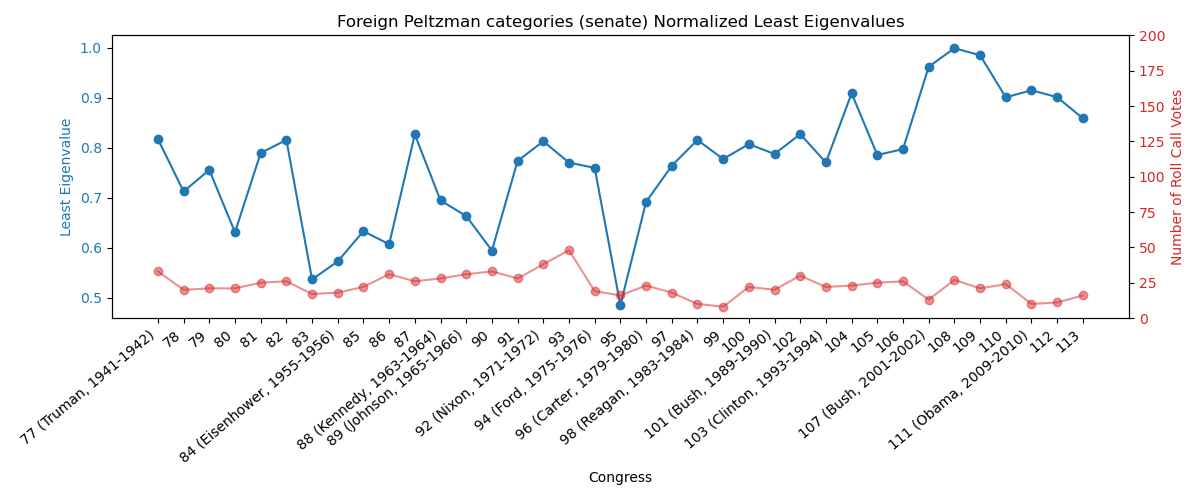 Foreign Peltzman categories (senate) Normalized Least Eigenvalues
Least Eigenvalue
1.0
0.9
0.8
0.7
0.6
0.5
Number of Roll Call Votes
200
175
150
125
100
75
50
25
0
77 (Truman, 1941-1942)
78
79
80
81
82
83
84 (Eisenhower, 1955-1956)
85
86
87
88 (Kennedy, 1963-1964)
89 (Johnson, 1965-1966)
90
91
92 (Nixon, 1971-1972)
93
94 (Ford, 1975-1976)
95
96 (Carter, 1979-1980)
97
98 (Reagan, 1983-1984)
99
100
101 (Bush, 1989-1990)
102
103 (Clinton, 1993-1994)
104
105
106
107 (Bush, 2001-2002)
108
109
110
111 (Obama, 2009-2010)
112
113
Congress